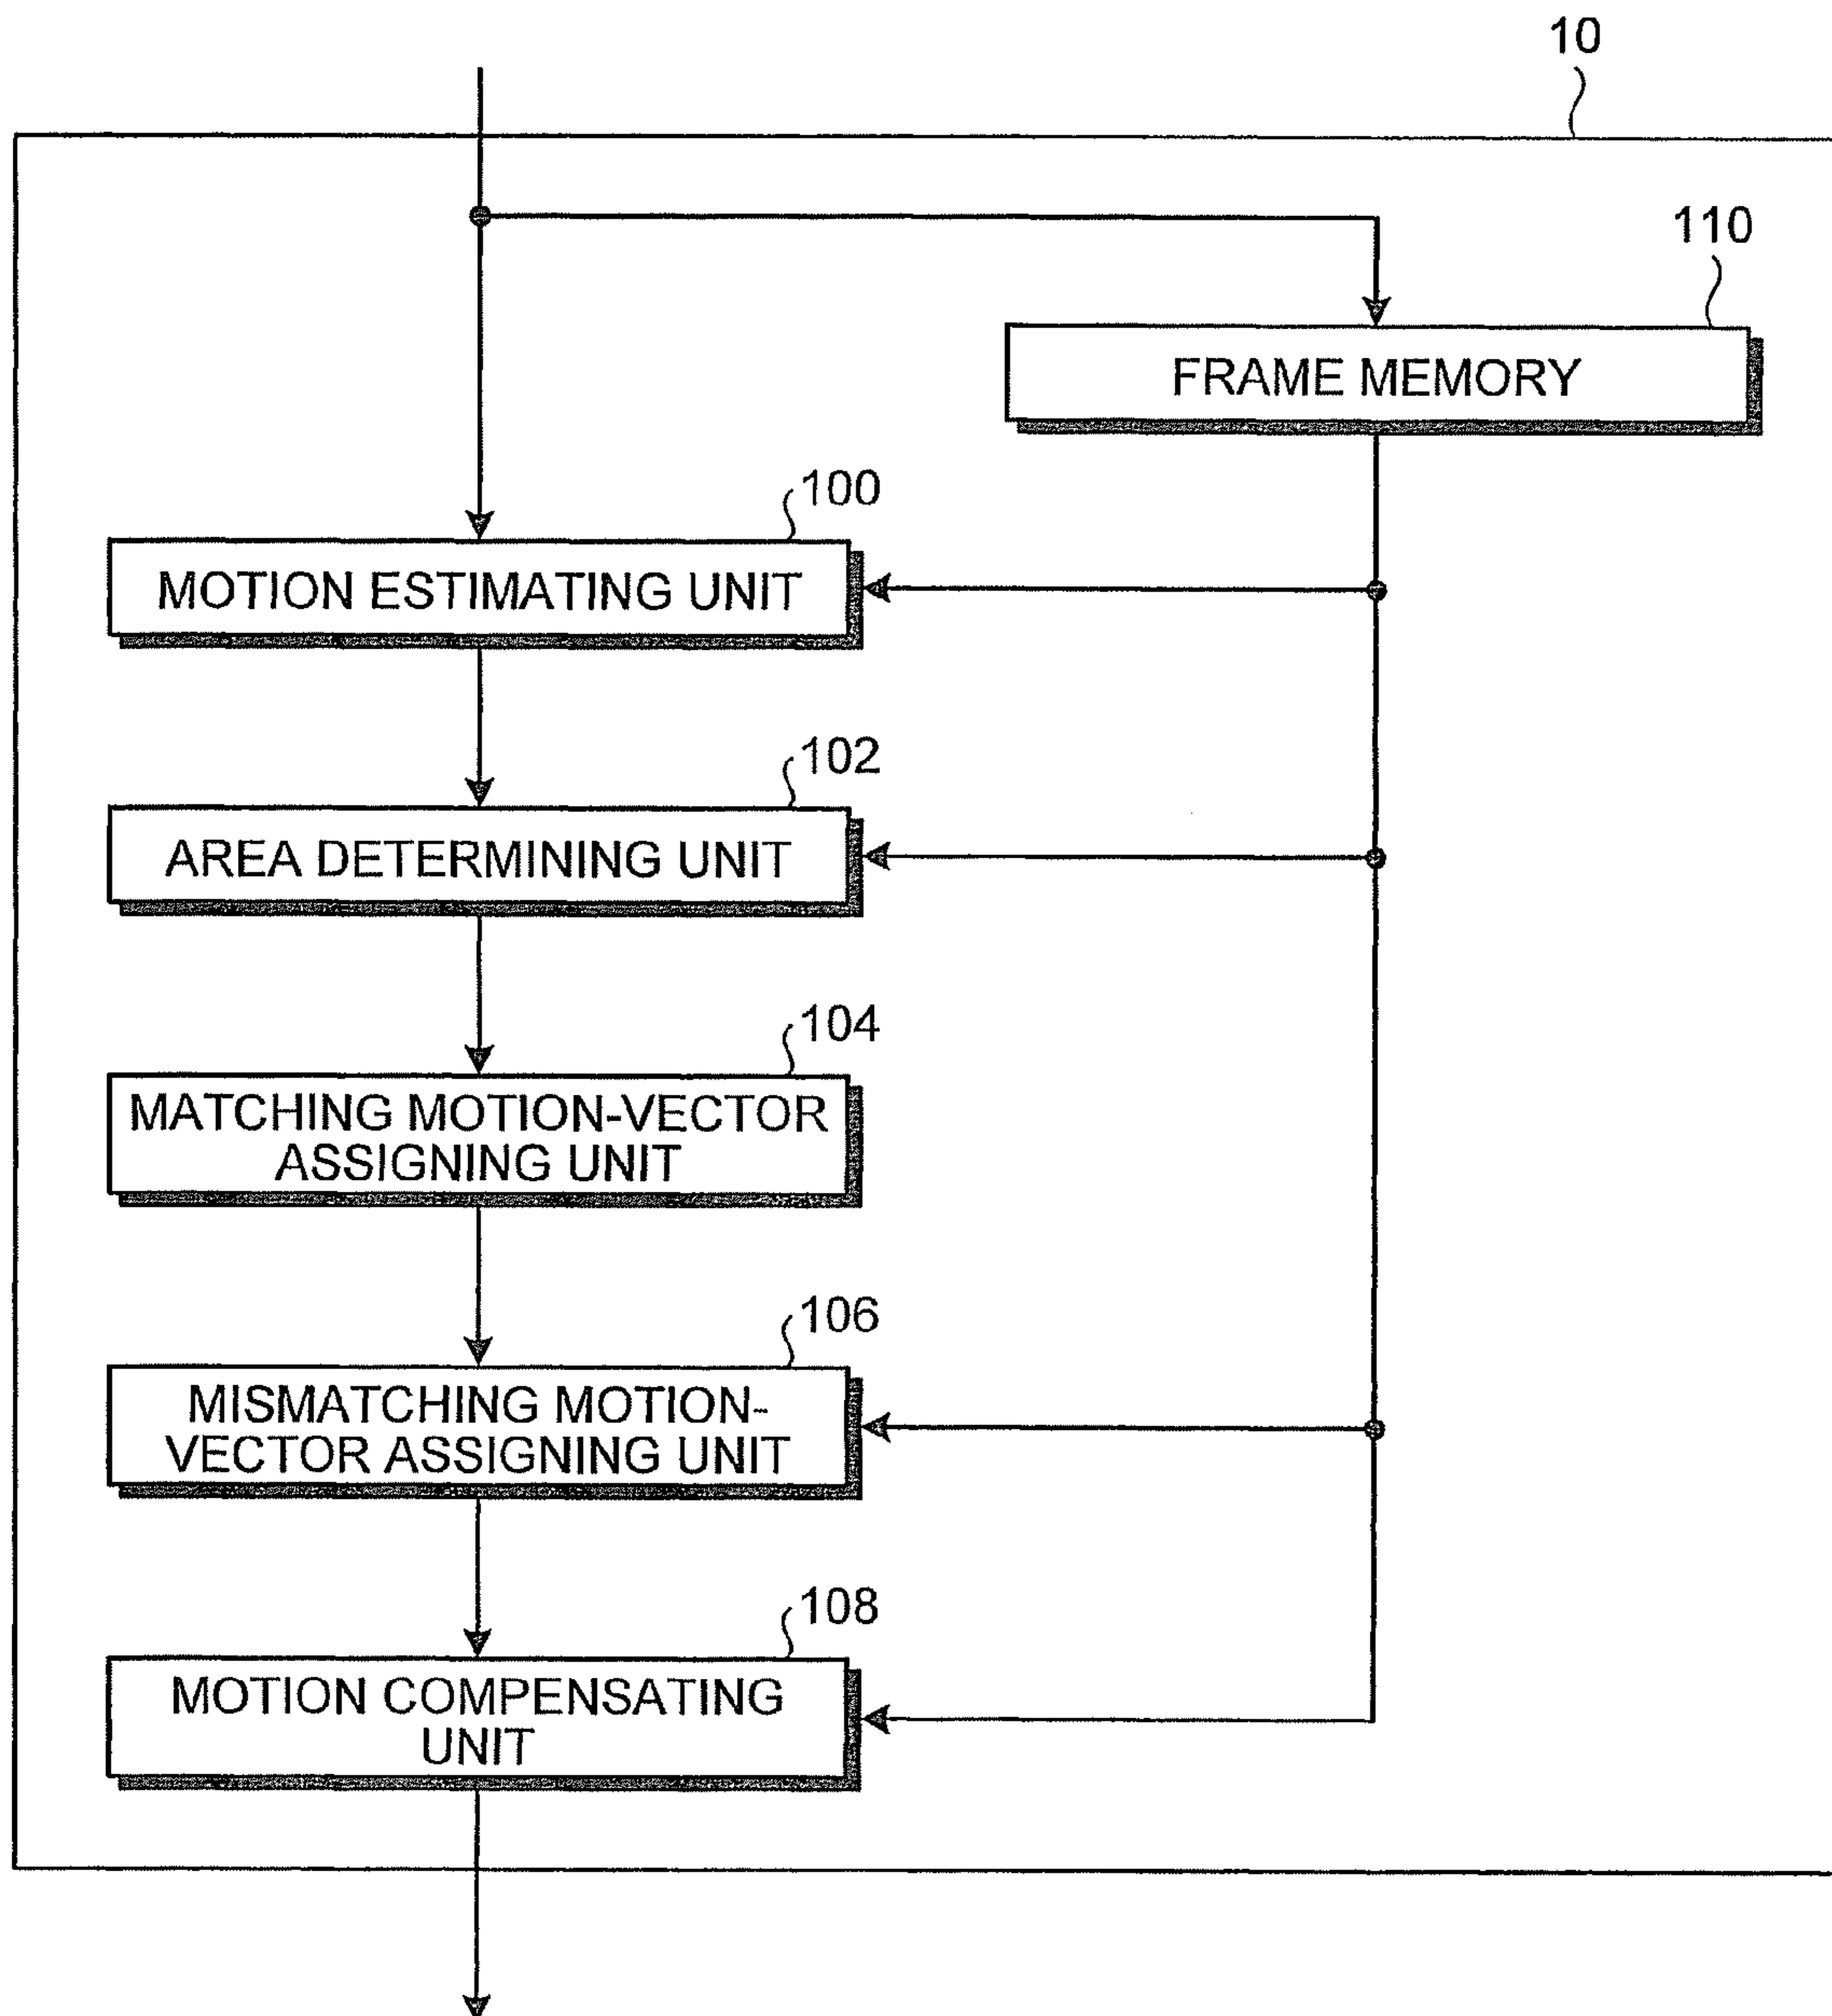 10
110
FRAME MEMORY
100
MOTION ESTIMATING UNIT
102
AREA DETERMINING UNIT
104
MATCHING MOTION-VECTOR
ASSIGNING UNIT
106
MISMATCHING MOTION-
VECTOR ASSIGNING UNIT
108
MOTION COMPENSATING
UNIT